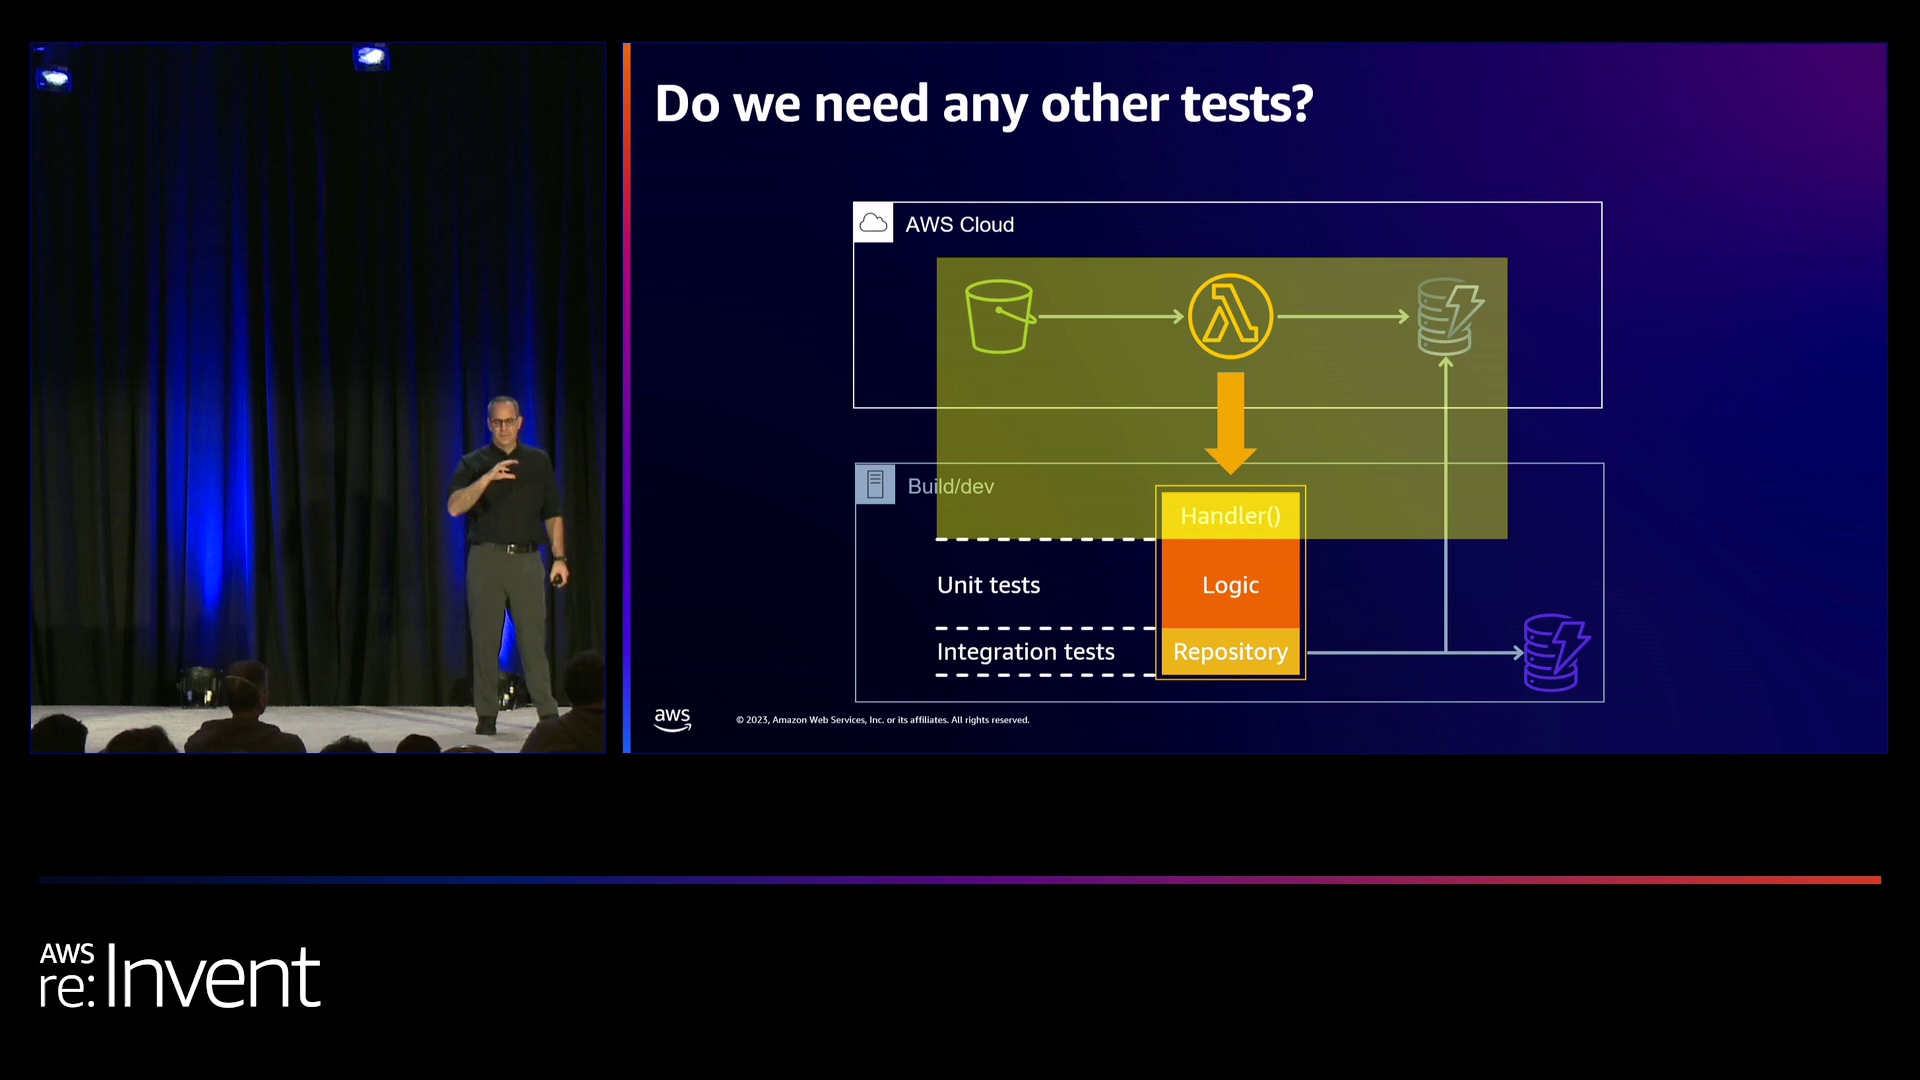 Do we need any other tests?
AWS Cloud
Build/dev
Handler()
Unit tests
Logic
Integration tests
Repository
aws
© 2023, Amazon Web Services, Inc. or its affiliates. All rights reserved.
AWS
re:Invent